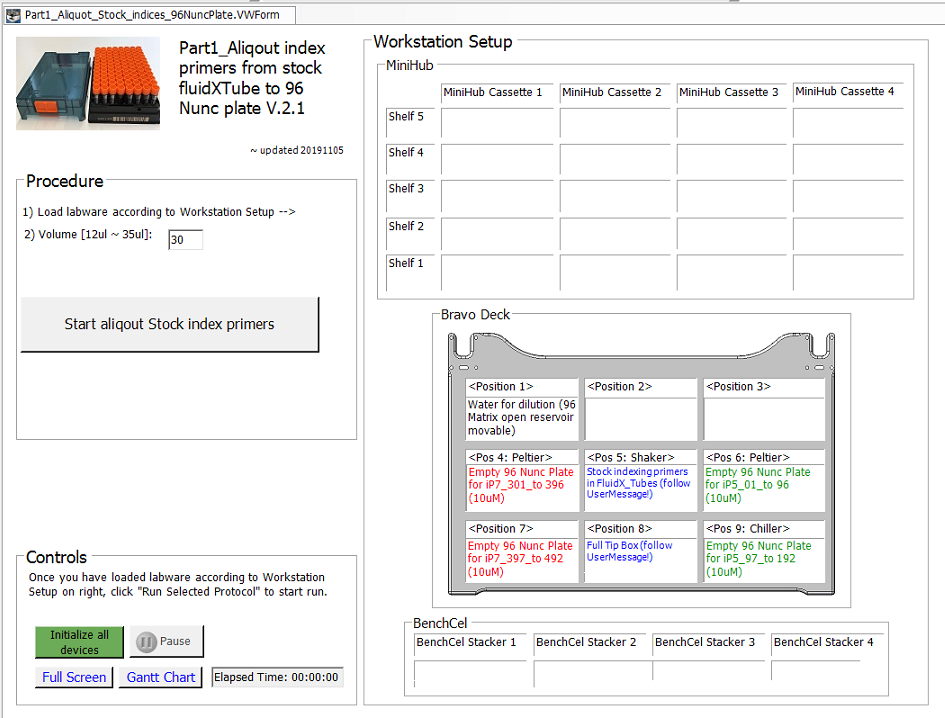 Part1_Aliquot_Stock_indices_96NuncPlate.VWForm
Part1_Aliqout index
primers from stock
fluidXTube to 96
Nunc plate V.2.1
~ updated 20191105
Procedure
1) Load labware according to Workstation Setup -->
2) Volume [12ul ~ 35ul]:
30
Start aliqout Stock index primers
Controls
Once you have loaded labware according to Workstation
Setup on right, click "Run Selected Protocol" to start run.
Initialize all
devices
Pause
Full Screen
Gantt Chart
Elapsed Time: 00:00:00
Workstation Setup
MiniHub
MiniHub Cassette 1
MiniHub Cassette 2
MiniHub Cassette 3
MiniHub Cassette 4
Shelf 5
Shelf 4
Shelf 3
Shelf 2
Shelf 1
Bravo Deck
<Position 1>
Water for dilution (96
Matrix open reservoir
movable)
<Position 2>
<Position 3>
<Pos 4: Peltier>
Empty 96 Nunc Plate
for iP7_301_to 396
(10uM)
<Pos 5: Shaker>
Stock indexing primers
in FluidX_Tubes (follow
UserMessage!)
<Pos 6: Peltier>
Empty 96 Nunc Plate
for iP5_01_to 96
(10uM)
<Position 7>
Empty 96 Nunc Plate
for iP7_397_to 492
(10uM)
<Position 8>
Full Tip Box (follow
UserMessage!)
<Pos 9: Chiller>
Empty 96 Nunc Plate
for iP5_97_to 192
(10uM)
BenchCel
BenchCel Stacker 1
BenchCel Stacker 2
BenchCel Stacker 3
BenchCel Stacker 4